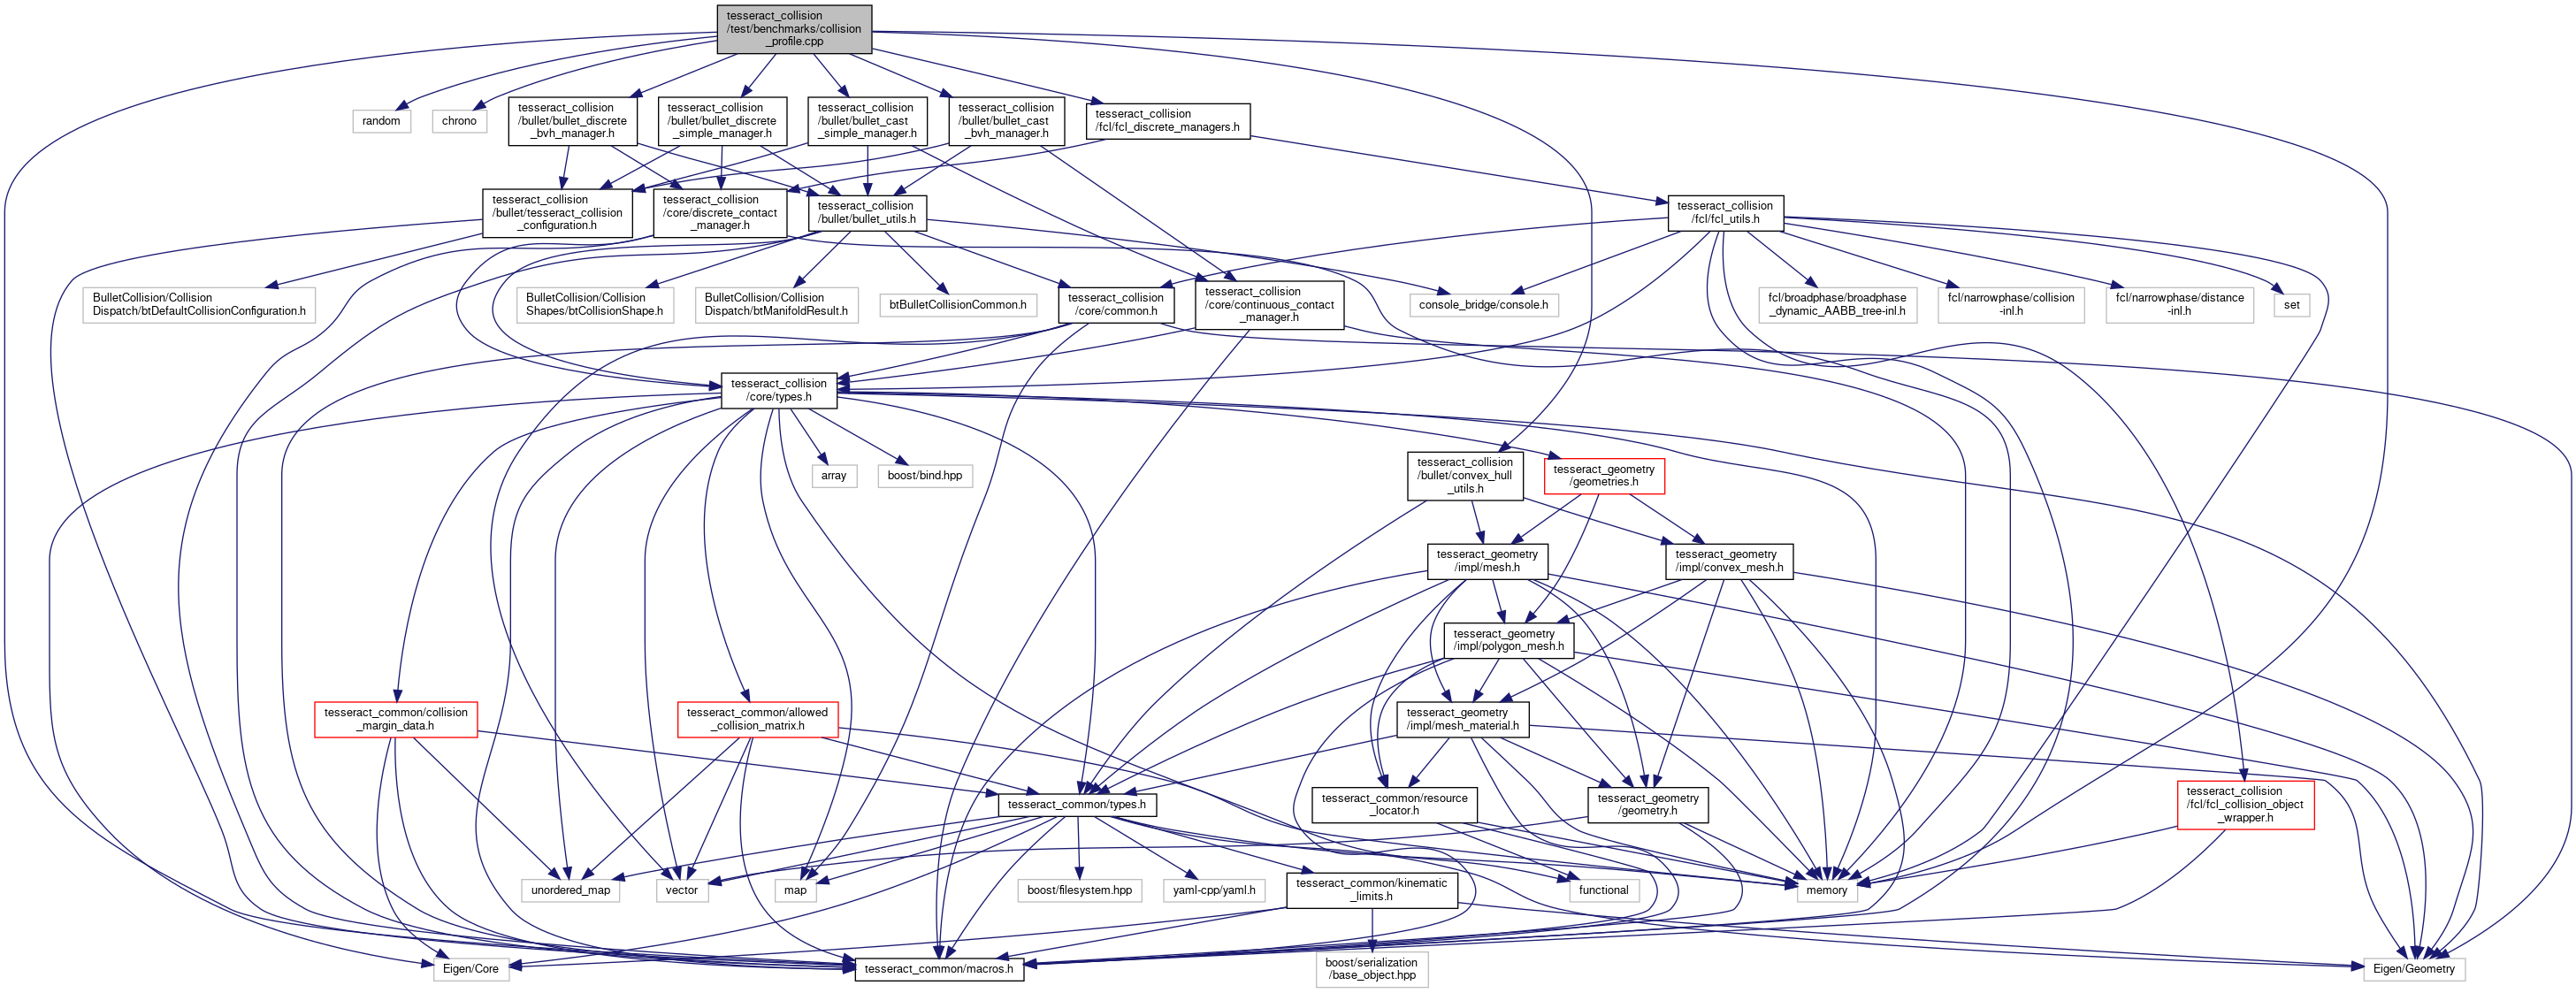 tesseract_collision
/test/benchmarks/collision
_profile.cpp
random
chrono
tesseract_collision
/bullet/bullet_discrete
_bvh_manager.h
tesseract_collision
/bullet/bullet_discrete
_simple_manager.h
tesseract_collision
/bullet/bullet_cast
_simple_manager.h
tesseract_collision
/bullet/bullet_cast
_bvh_manager.h
tesseract_collision
/fcl/fcl_discrete_managers.h
tesseract_collision
/bullet/tesseract_collision
_configuration.h
tesseract_collision
/core/discrete_contact
_manager.h
tesseract_collision
/bullet/bullet_utils.h
tesseract_collision
/fcl/fcl_utils.h
BulletCollision/Collision
Dispatch/btDefaultCollisionConfiguration.h
BulletCollision/Collision
Shapes/btCollisionShape.h
BulletCollision/Collision
Dispatch/btManifoldResult.h
btBulletCollisionCommon.h
tesseract_collision
/core/common.h
tesseract_collision
/core/continuous_contact
_manager.h
console_bridge/console.h
fcl/broadphase/broadphase
_dynamic_AABB_tree-inl.h
fcl/narrowphase/collision
-inl.h
fcl/narrowphase/distance
-inl.h
set
tesseract_collision
/core/types.h
array
boost/bind.hpp
tesseract_collision
/bullet/convex_hull
_utils.h
tesseract_geometry
/geometries.h
tesseract_geometry
/impl/mesh.h
tesseract_geometry
/impl/convex_mesh.h
tesseract_geometry
/impl/polygon_mesh.h
tesseract_common/collision
_margin_data.h
tesseract_common/allowed
_collision_matrix.h
tesseract_geometry
/impl/mesh_material.h
tesseract_common/types.h
tesseract_common/resource
_locator.h
tesseract_geometry
/geometry.h
tesseract_collision
/fcl/fcl_collision_object
_wrapper.h
unordered_map
vector
map
boost/filesystem.hpp
yaml-cpp/yaml.h
tesseract_common/kinematic
_limits.h
functional
memory
Eigen/Core
tesseract_common/macros.h
boost/serialization
/base_object.hpp
Eigen/Geometry